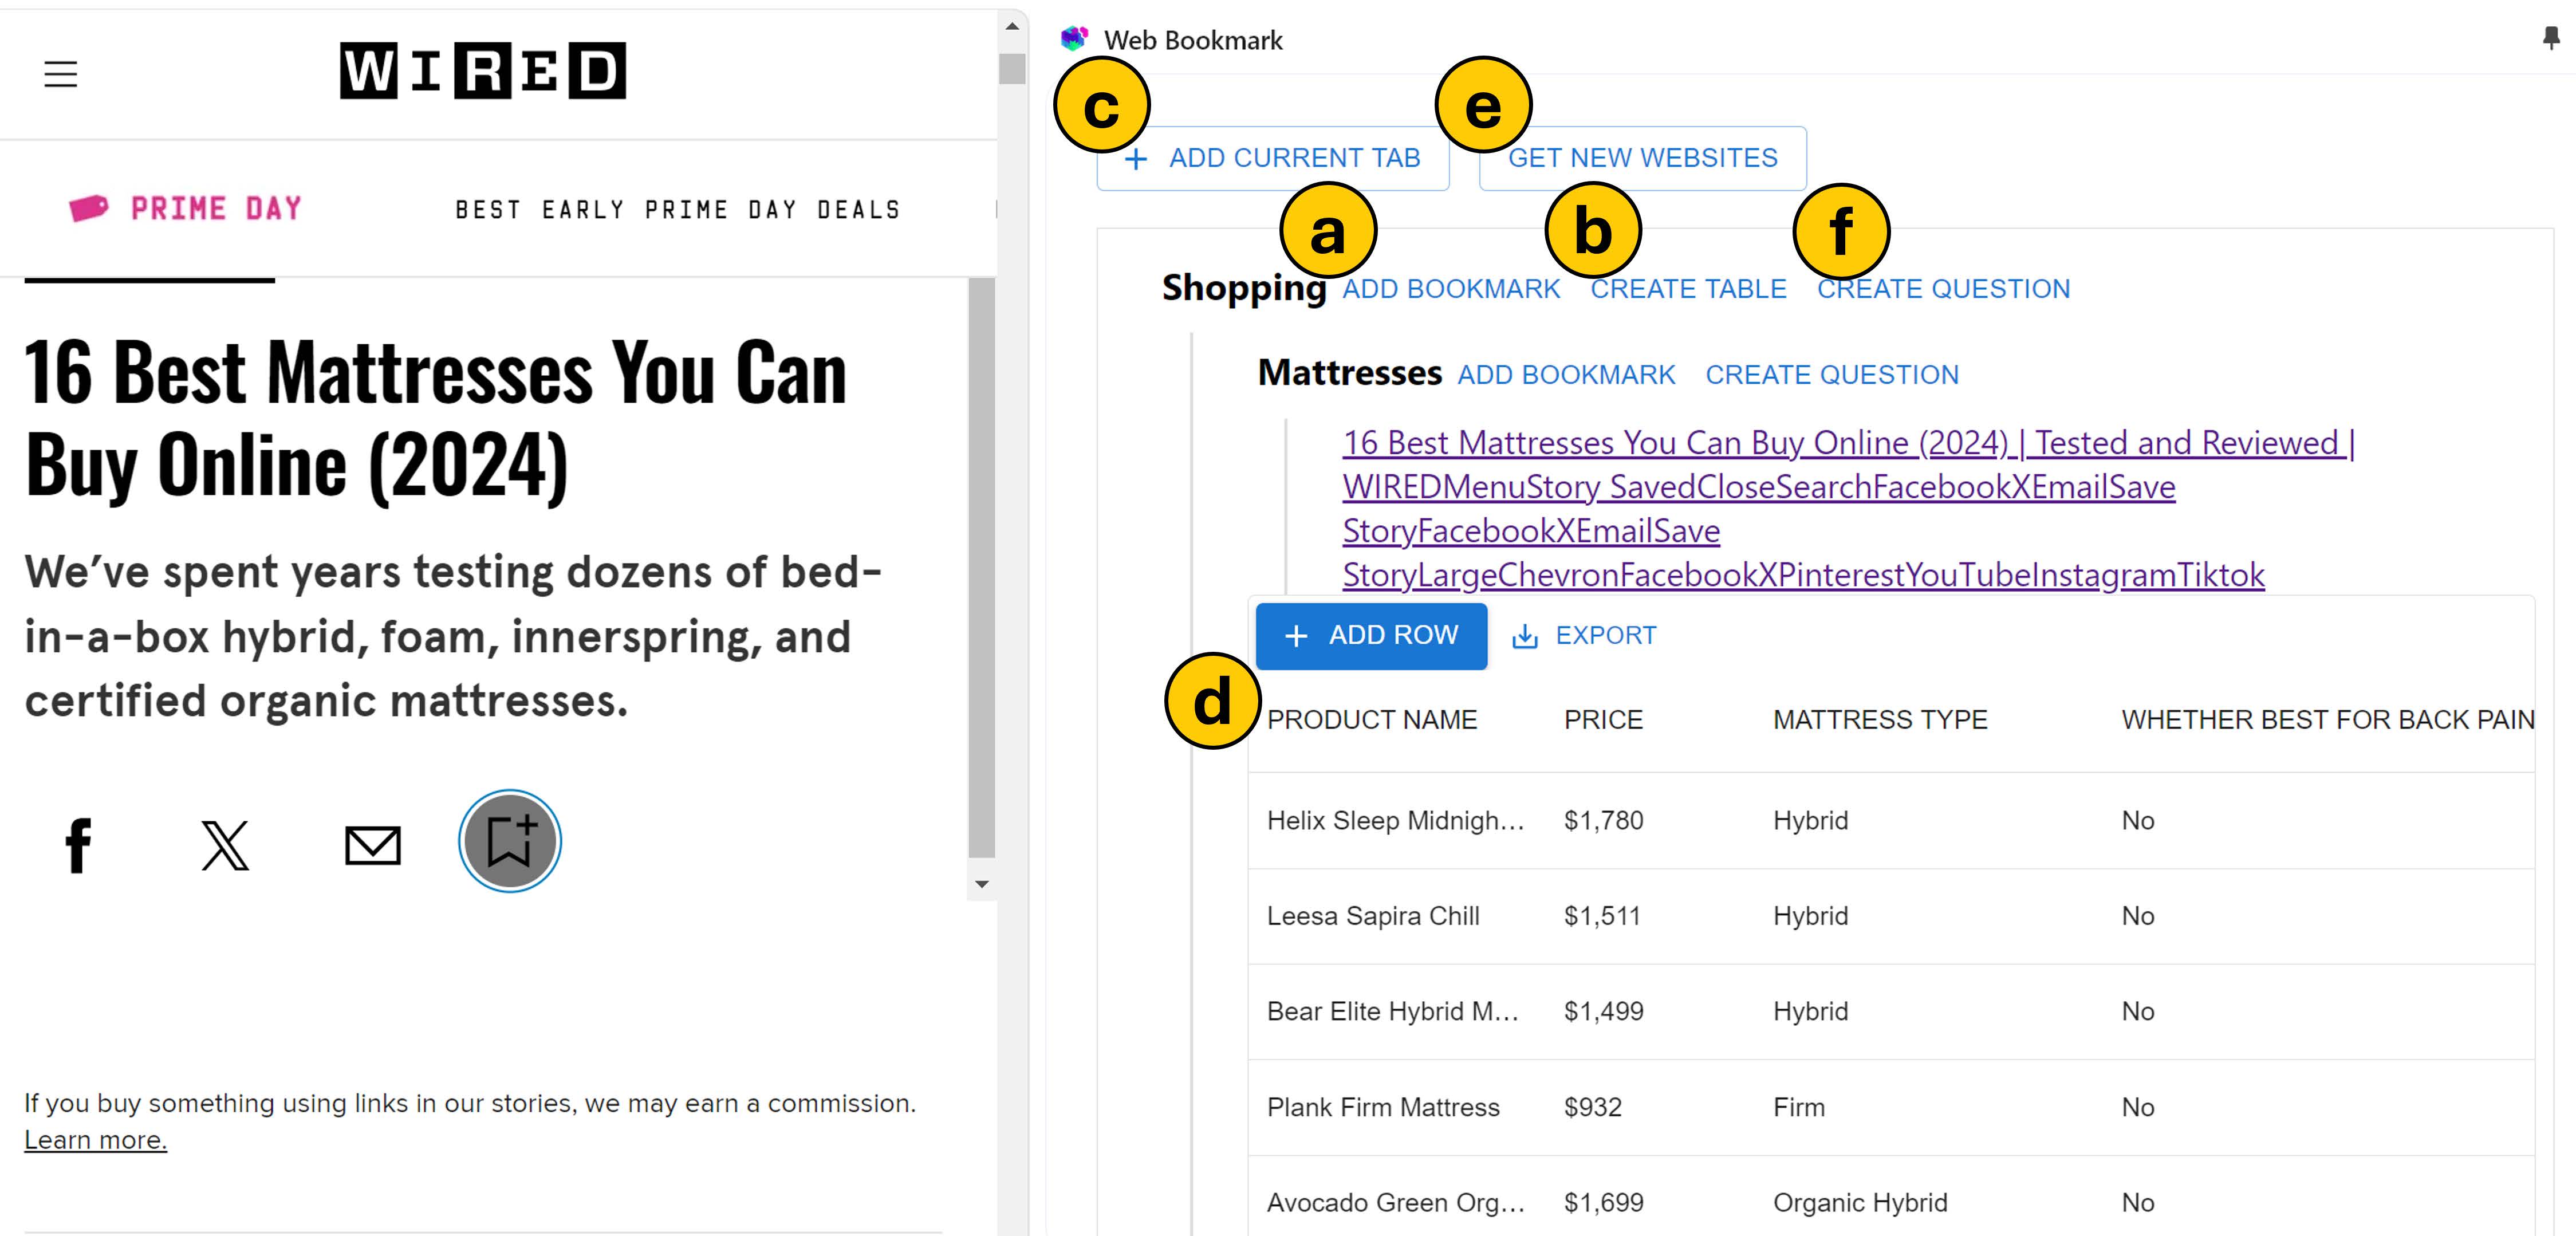 WIRED
PRIME DAY
BEST EARLY PRIME DAY DEALS
16 Best Mattresses You Can
Buy Online (2024)
We’ve spent years testing dozens of bed-
in-a-box hybrid, foam, innerspring, and
certified organic mattresses.
If you buy something using links in our stories, we may earn a commission.
Learn more.
Web Bookmark
c
e
+ ADD CURRENT TAB
GET NEW WEBSITES
a
b
f
Shopping ADD BOOKMARK CREATE TABLE CREATE QUESTION
Mattresses ADD BOOKMARK CREATE QUESTION
16 Best Mattresses You Can Buy Online (2024) | Tested and Reviewed |
WIREDMenuStory SavedCloseSearchFacebookXEmailSave
StoryFacebookXEmailSave
StoryLargeChevronFacebookXPinterestYouTubeInstagramTiktok
+ ADD ROW EXPORT
d
PRODUCT NAME PRICE MATTRESS TYPE WHETHER BEST FOR BACK PAIN
Helix Sleep Midnigh... $1,780 Hybrid No
Leesa Sapira Chill $1,511 Hybrid No
Bear Elite Hybrid M... $1,499 Hybrid No
Plank Firm Mattress $932 Firm No
Avocado Green Org... $1,699 Organic Hybrid No